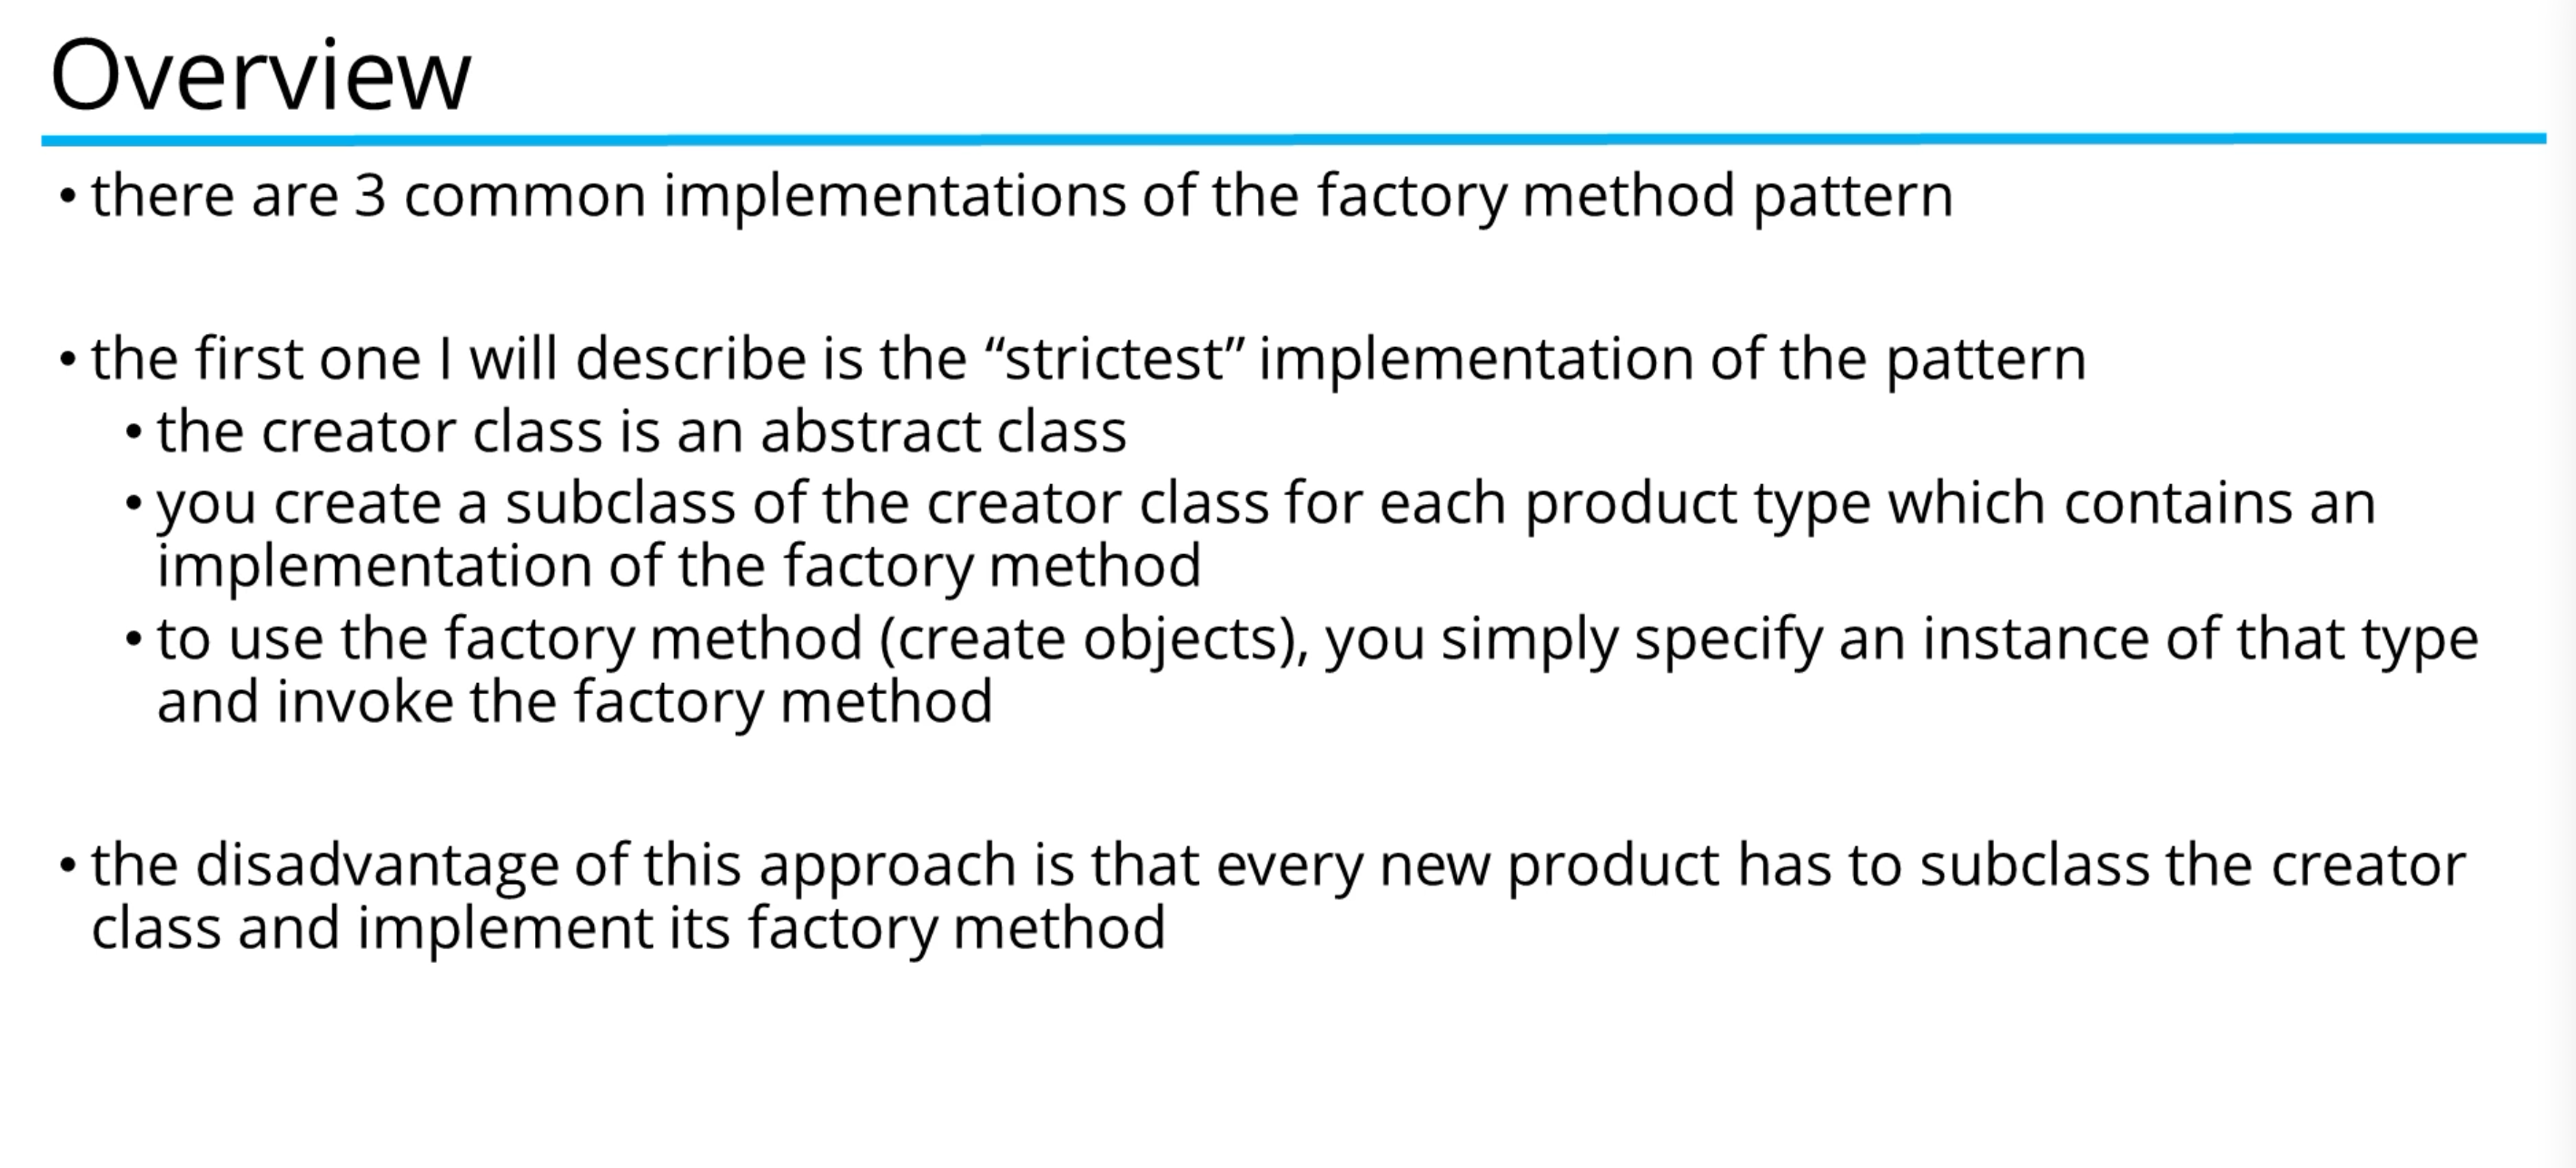 Overview
• there are 3 common implementations of the factory method pattern
• the first one I will describe is the “strictest” implementation of the pattern
• the creator class is an abstract class
• you create a subclass of the creator class for each product type which contains an
implementation of the factory method
• to use the factory method (create objects), you simply specify an instance of that type
and invoke the factory method
• the disadvantage of this approach is that every new product has to subclass the creator
class and implement its factory method